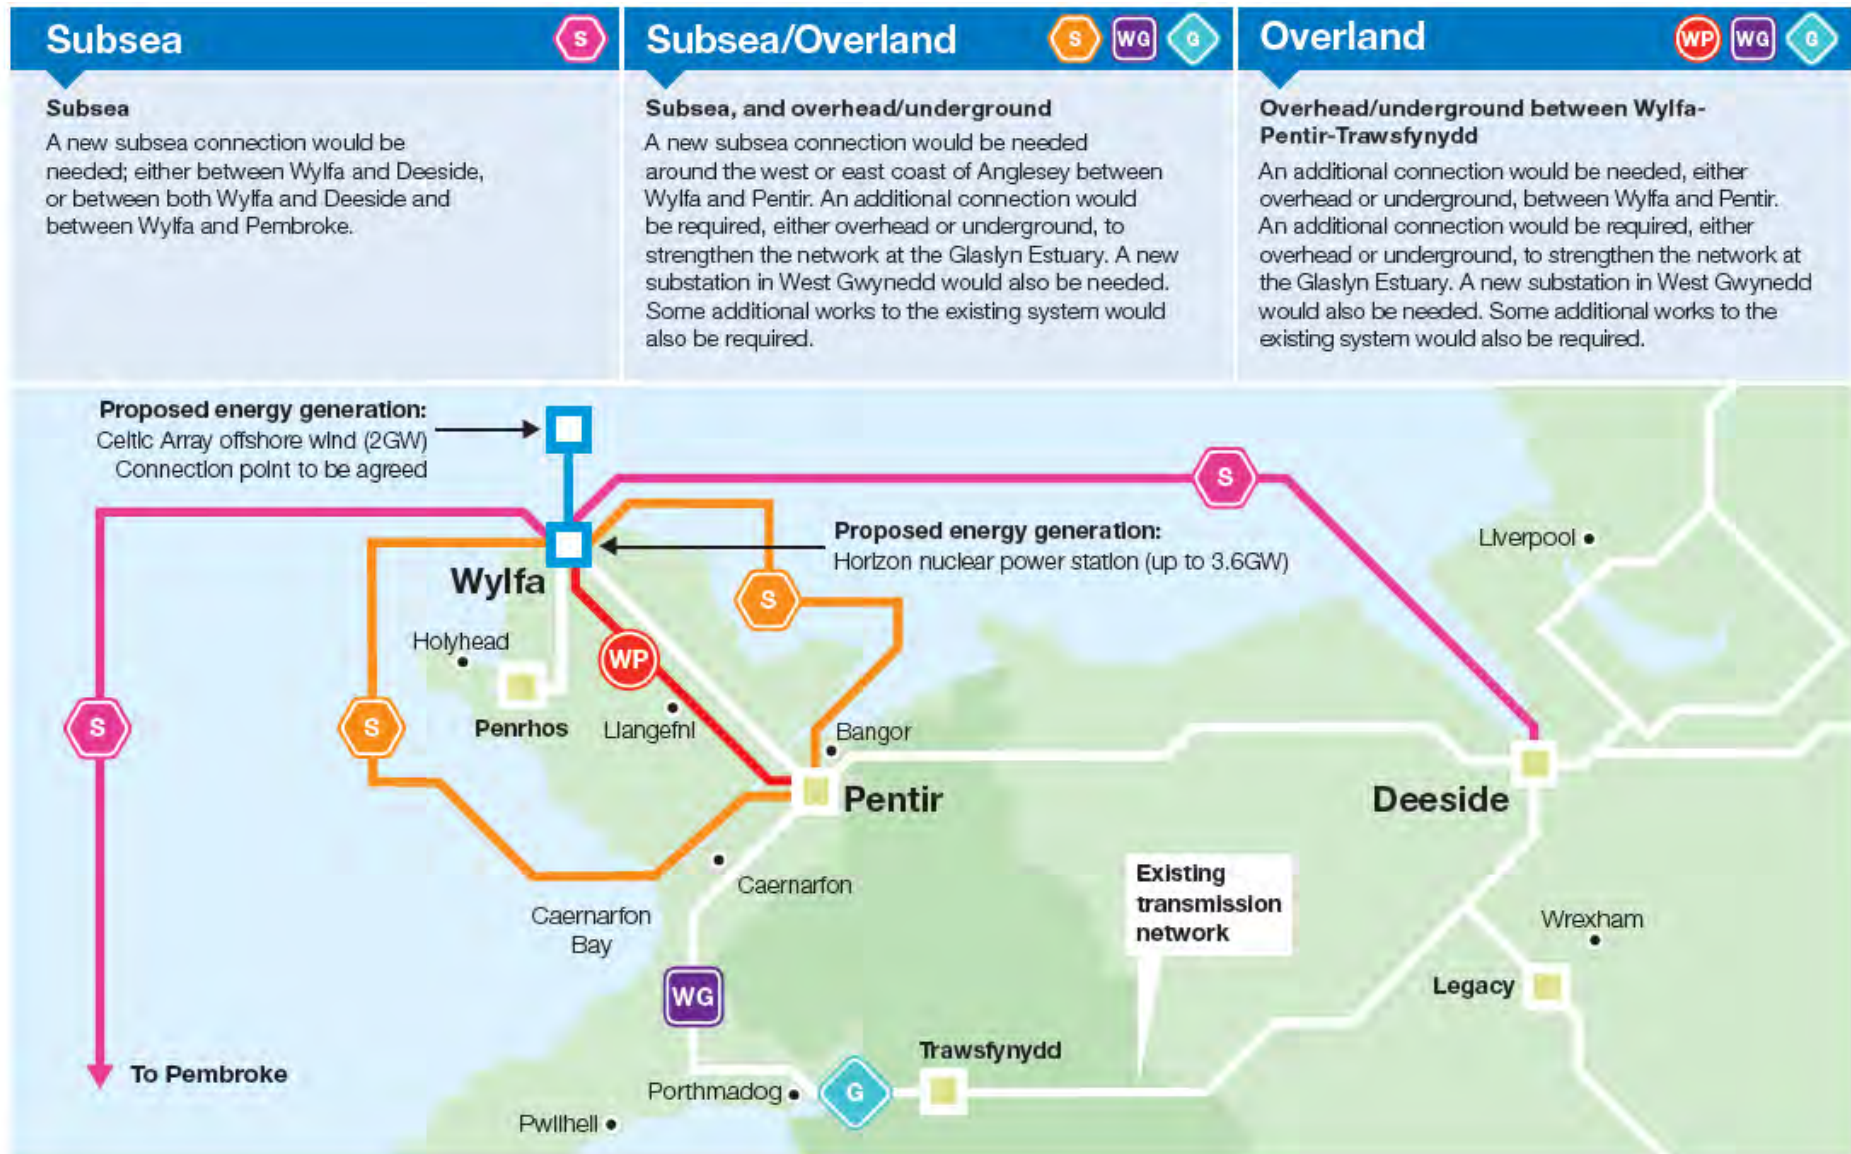 Subsea
S
Subsea
A new subsea connection would be
needed; either between Wylfa and Deeside,
or between both Wylfa and Deeside and
between Wylfa and Pembroke.
Subsea/Overland
S
WG
G
Subsea, and overhead/underground
A new subsea connection would be needed
around the west or east coast of Anglesey between
Wylfa and Pentir. An additional connection would
be required, either overhead or underground, to
strengthen the network at the Glaslyn Estuary. A new
substation in West Gwynedd would also be needed.
Some additional works to the existing system would
also be required.
Overland
WP
WG
G
Overhead/underground between Wylfa-
Pentir-Trawsfynydd
An additional connection would be needed, either
overhead or underground, between Wylfa and Pentir.
An additional connection would be required, either
overhead or underground, to strengthen the network at
the Glaslyn Estuary. A new substation in West Gwynedd
would also be needed. Some additional works to the
existing system would also be required.
Proposed energy generation:
Celtic Array offshore wind (2GW)
Connection point to be agreed
S
Proposed energy generation:
Horizon nuclear power station (up to 3.6GW)
Liverpool
Wylfa
S
Holyhead
WP
S
S
Penrhos
Llangefni
Bangor
Pentir
Deeside
Caernarfon
Existing
transmission
network
Caernarfon
Bay
Wrexham
WG
Legacy
Trawsfynydd
To Pembroke
Porthmadog
G
Pwllheli